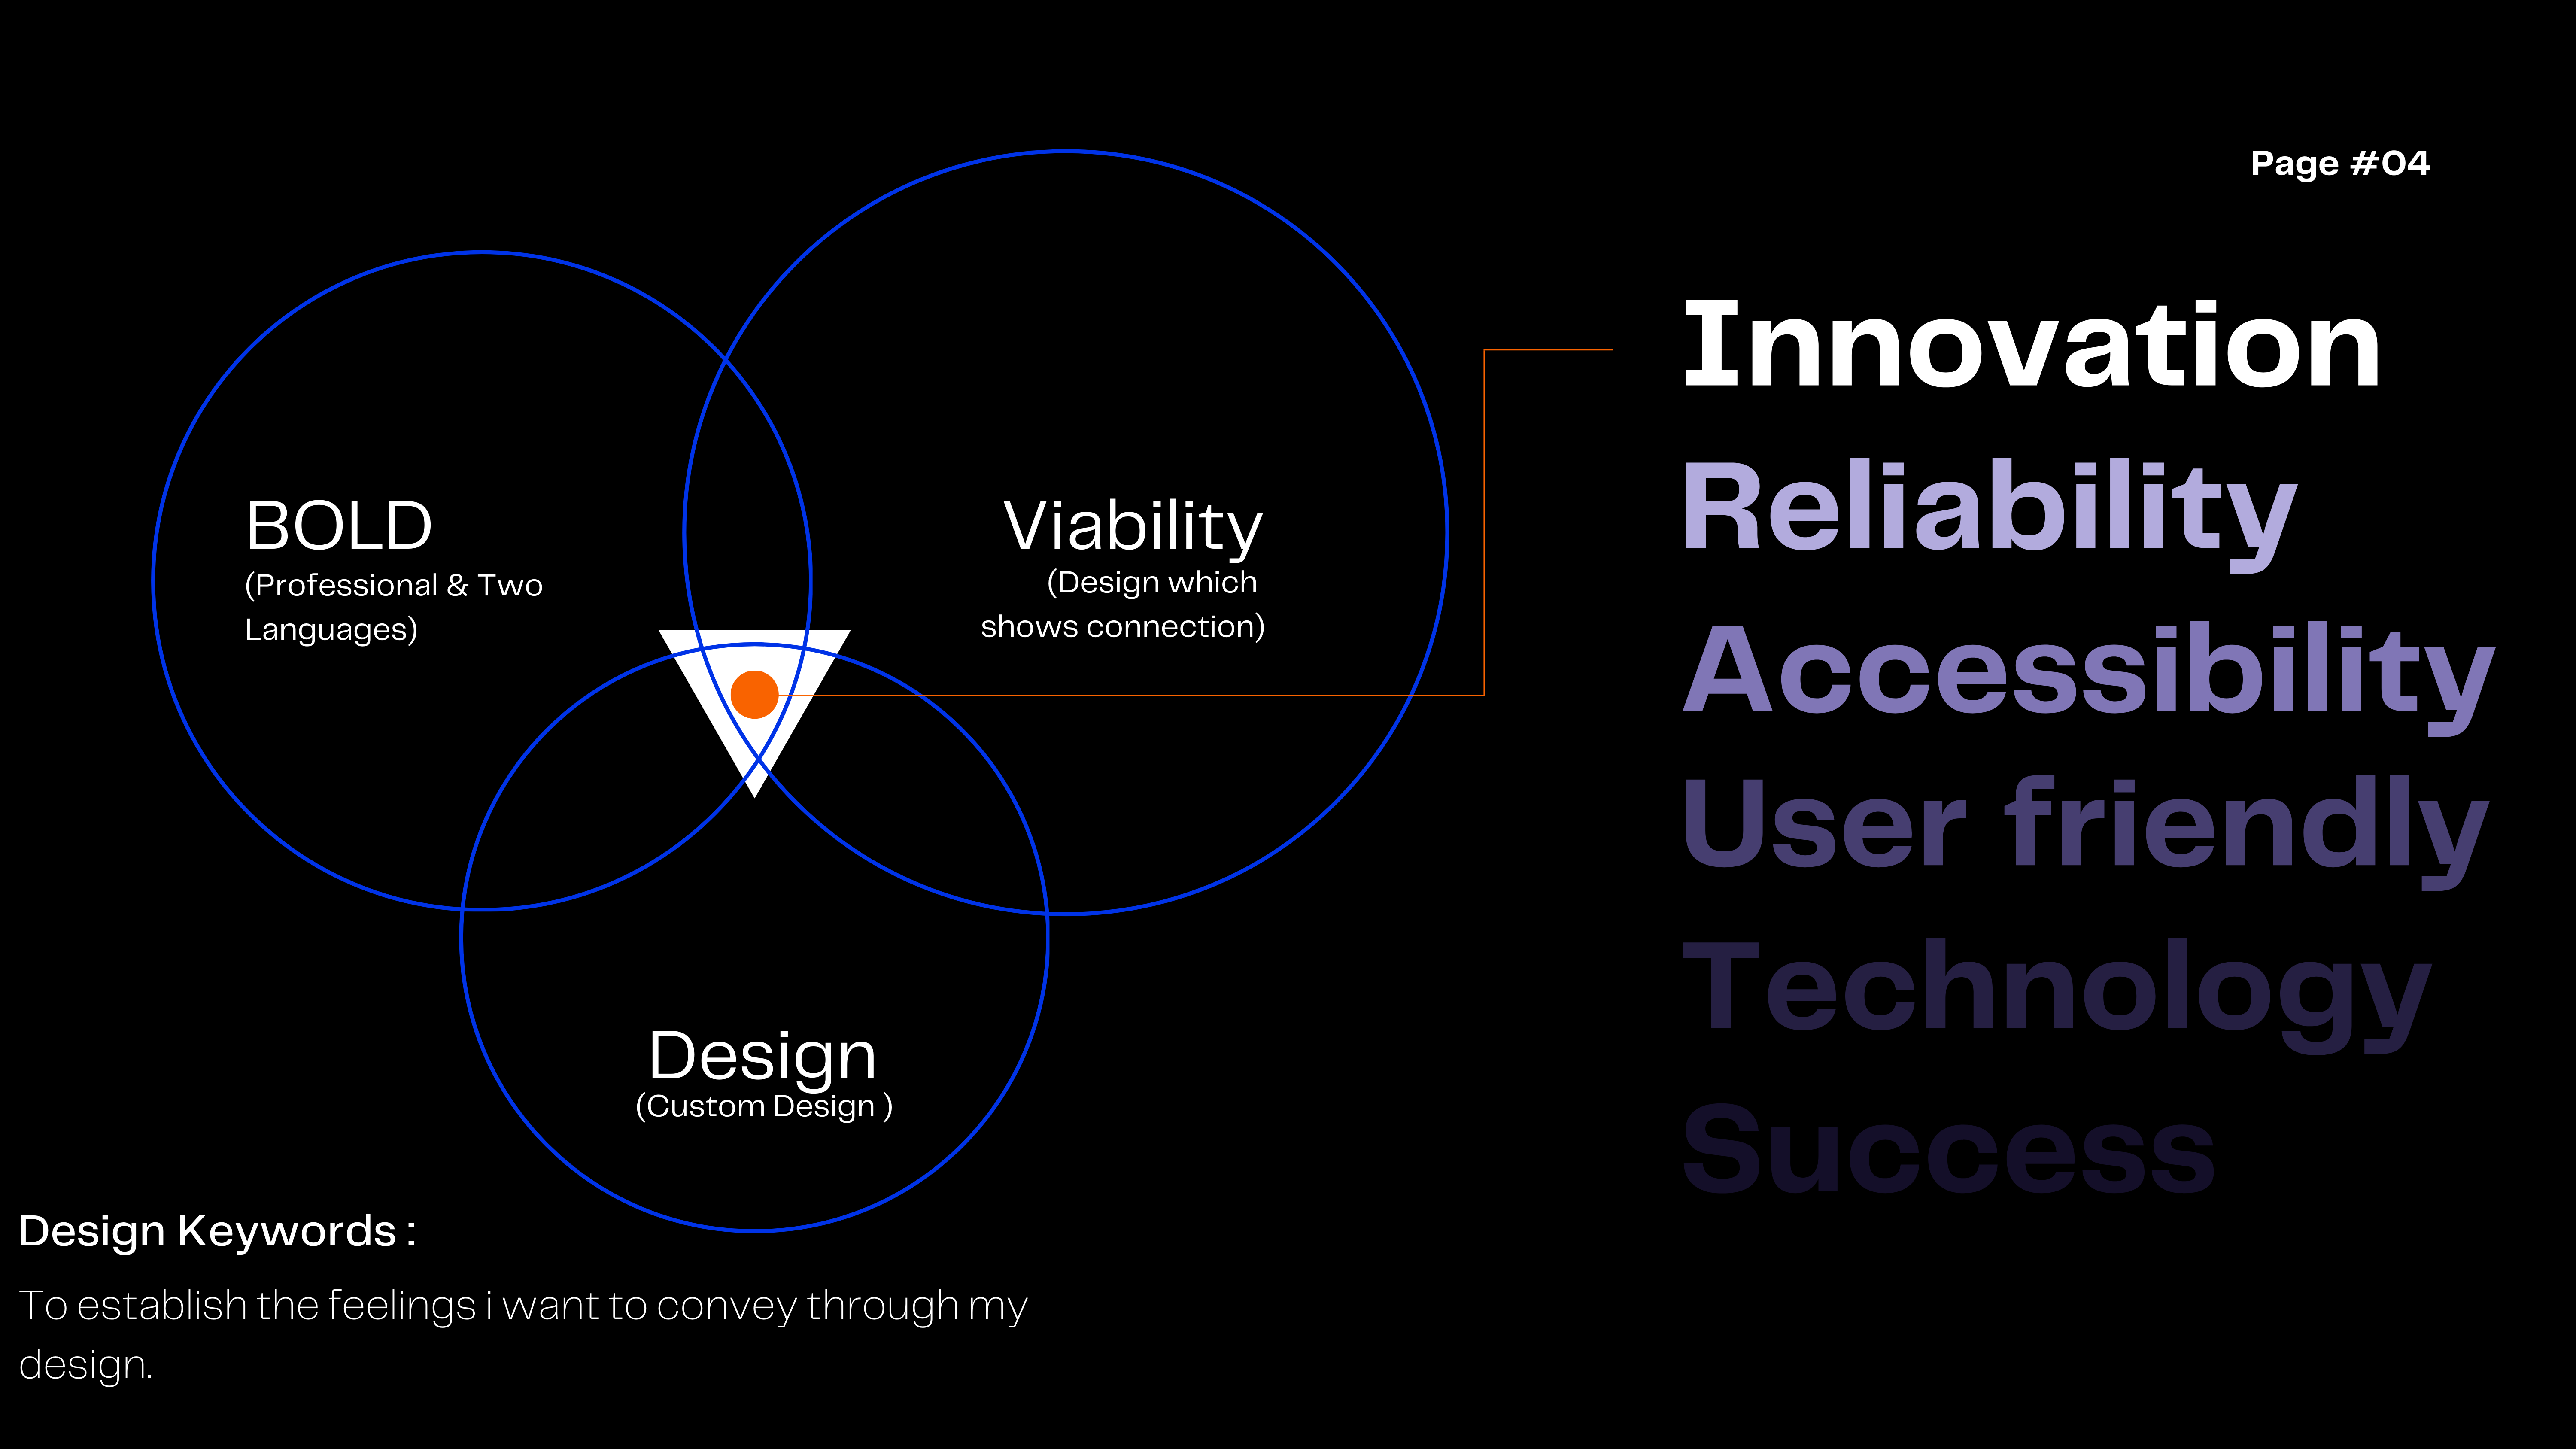 Page #04
BOLD
(Professional & Two
Languages)
Viability
(Design which
shows connection)
Design
(Custom Design )
Innovation
Reliability
Accessibility
User friendly
Technology
Success
Design Keywords :
To establish the feelings i want to convey through my
design.